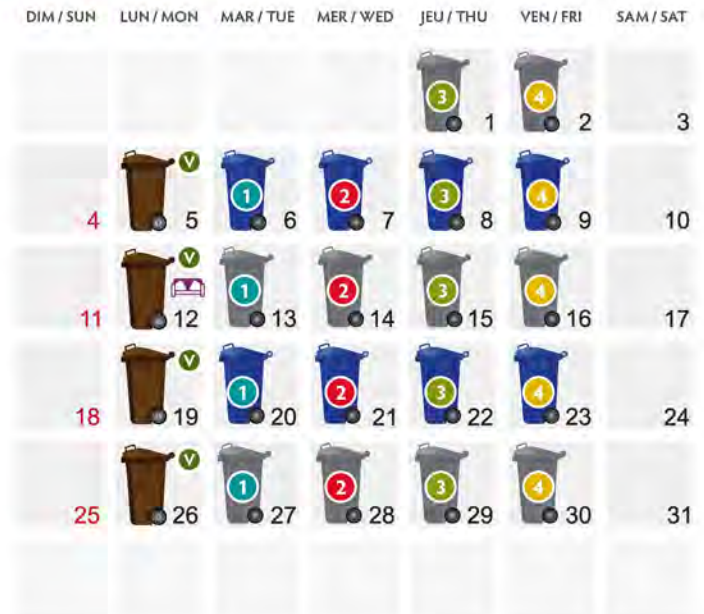 DIM / SUN LUN / MON MAR / TUE MER / WED JEU / THU VEN / FRI SAM / SAT
3 1 4 2 3
4 V 5 1 6 2 7 3 8 4 9 10
11 V 12 1 13 2 14 3 15 4 16 17
18 V 19 1 20 2 21 3 22 4 23 24
25 V 26 1 27 2 28 3 29 4 30 31